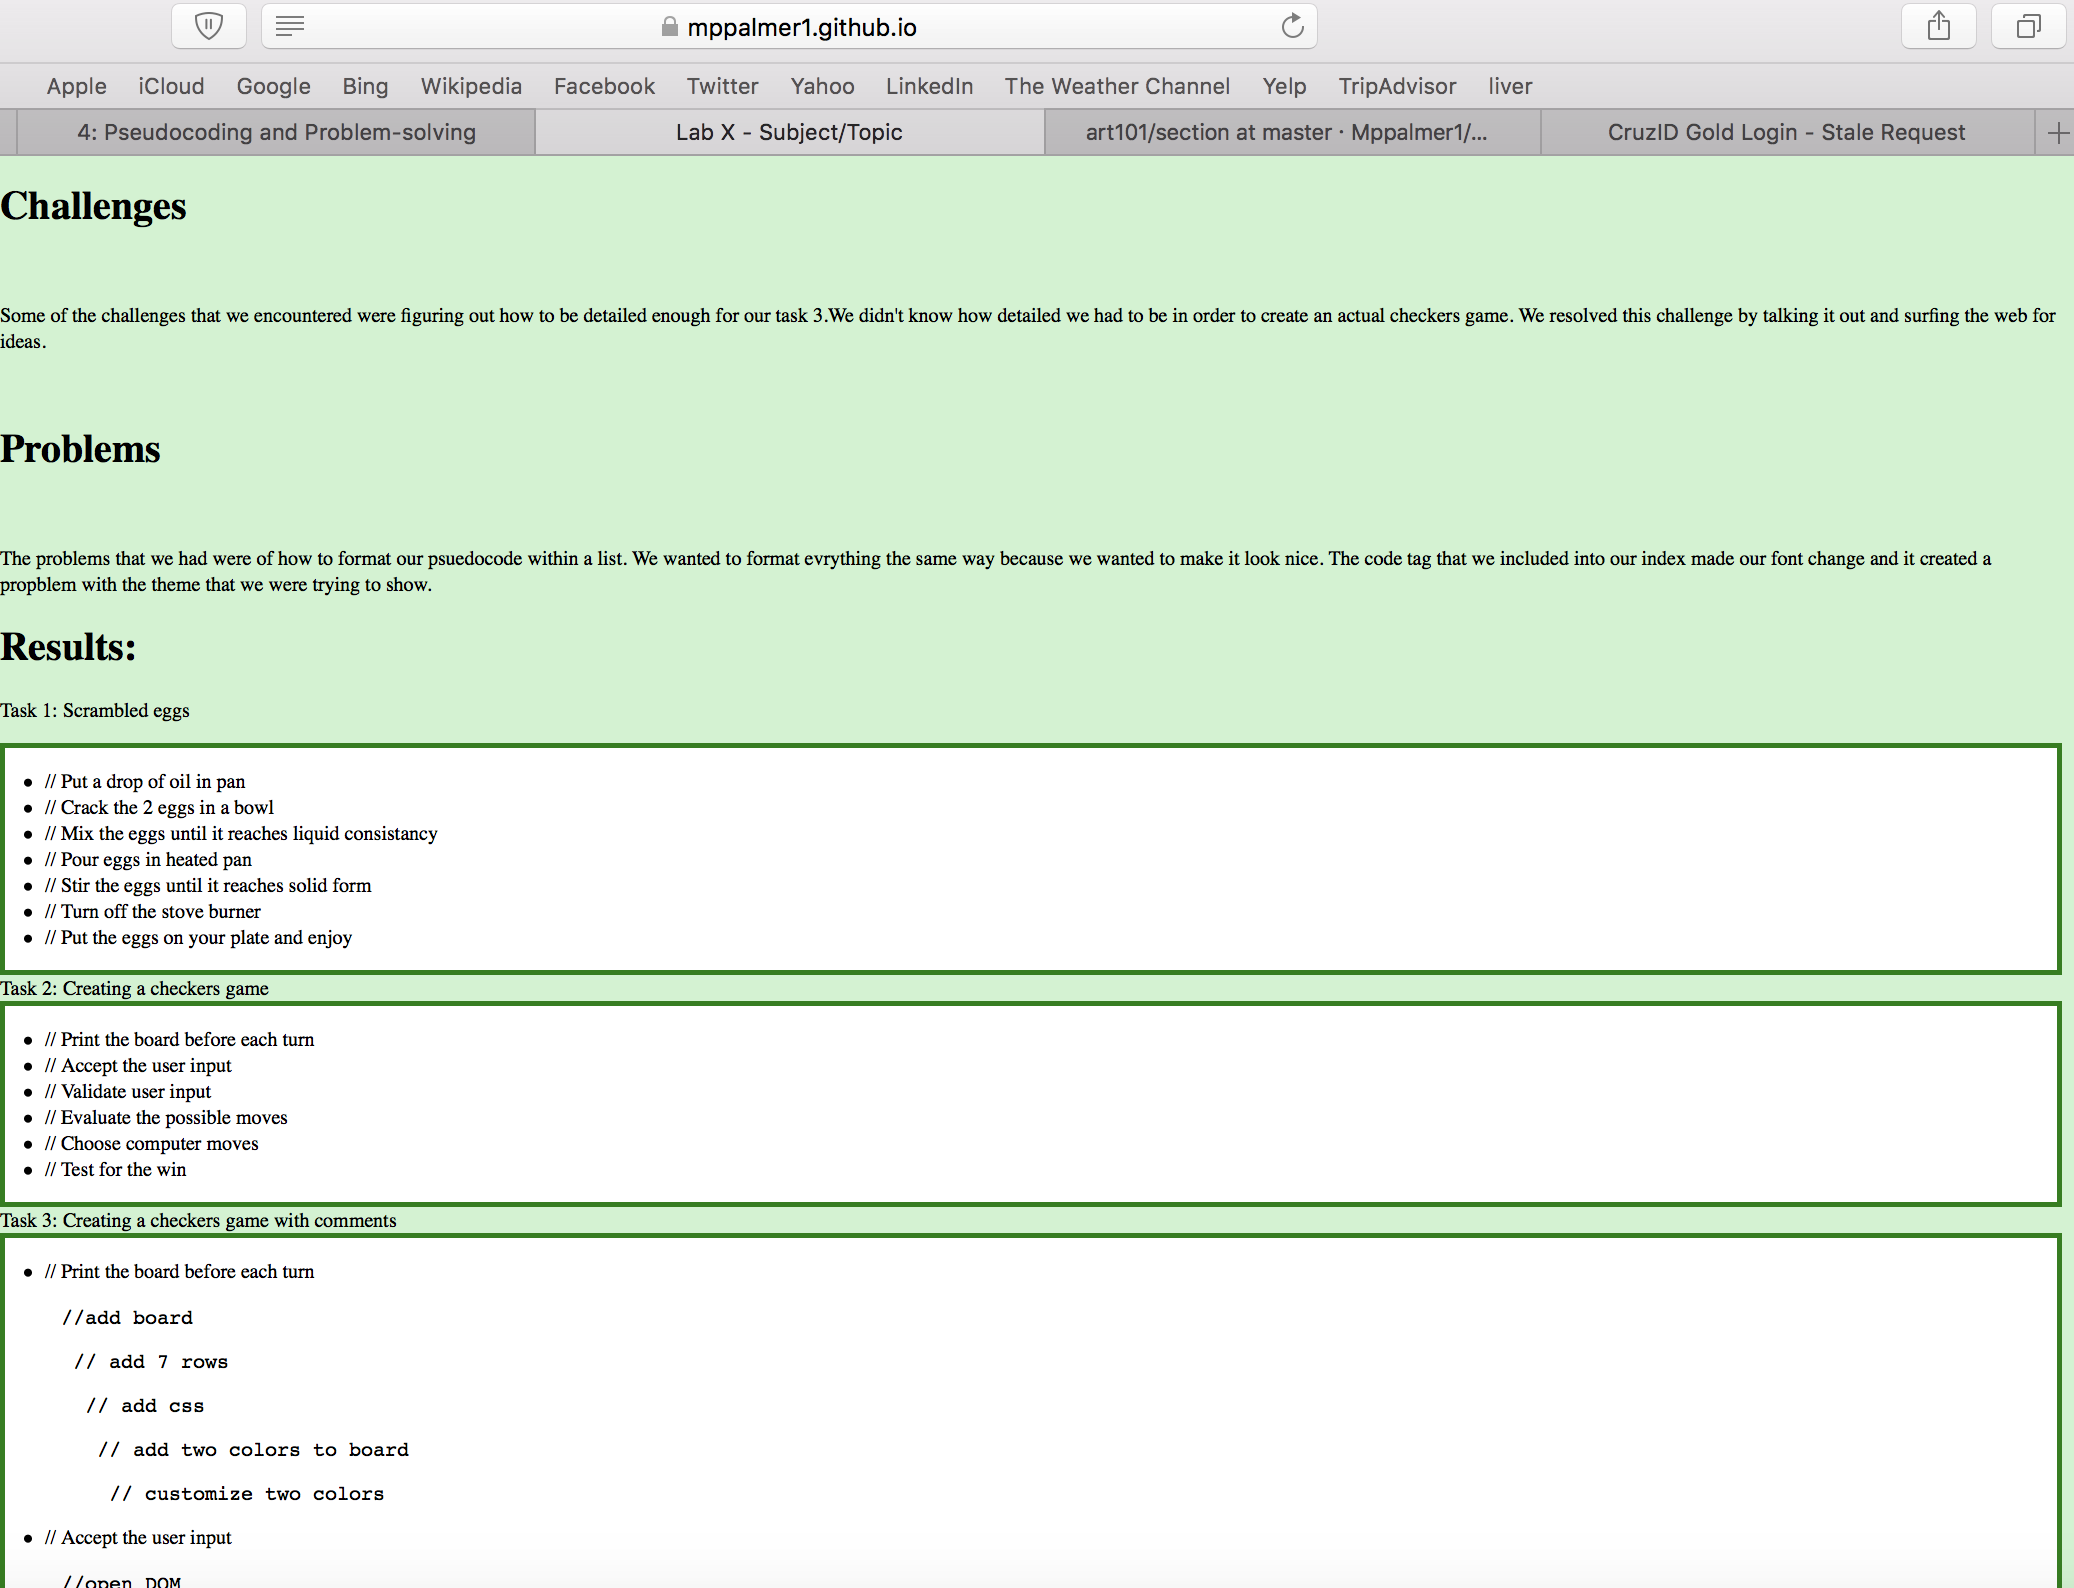 mppalmer1.github.io
Apple iCloud Google Bing Wikipedia Facebook Twitter Yahoo LinkedIn The Weather Channel Yelp TripAdvisor liver
4: Pseudocoding and Problem-solving Lab X - Subject/Topic art101/section at master · Mppalmer1/... CruzID Gold Login - Stale Request
Challenges
Some of the challenges that we encountered were figuring out how to be detailed enough for our task 3.We didn't know how detailed we had to be in order to create an actual checkers game. We resolved this challenge by talking it out and surfing the web for
ideas.
Problems
The problems that we had were of how to format our psuedocode within a list. We wanted to format evrything the same way because we wanted to make it look nice. The code tag that we included into our index made our font change and it created a
propblem with the theme that we were trying to show.
Results:
Task 1: Scrambled eggs
// Put a drop of oil in pan
// Crack the 2 eggs in a bowl
// Mix the eggs until it reaches liquid consistancy
// Pour eggs in heated pan
// Stir the eggs until it reaches solid form
// Turn off the stove burner
// Put the eggs on your plate and enjoy
Task 2: Creating a checkers game
// Print the board before each turn
// Accept the user input
// Validate user input
// Evaluate the possible moves
// Choose computer moves
// Test for the win
Task 3: Creating a checkers game with comments
// Print the board before each turn
//add board
// add 7 rows
// add css
// add two colors to board
// customize two colors
// Accept the user input
//open DOM